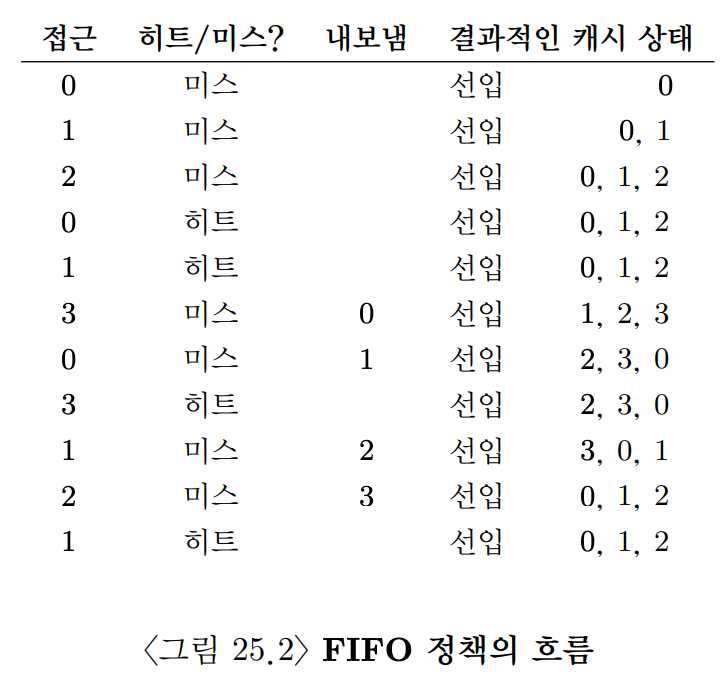 접근 히트/미스? 내보냄 결과적인 캐시 상태
0 미스 선입 0
1 미스 선입 0, 1
2 미스 선입 0, 1, 2
0 히트 선입 0, 1, 2
1 히트 선입 0, 1, 2
3 미스 0 선입 1, 2, 3
0 미스 1 선입 2, 3, 0
3 히트 선입 2, 3, 0
1 미스 2 선입 3, 0, 1
2 미스 3 선입 0, 1, 2
1 히트 선입 0, 1, 2
〈그림 25.2〉 FIFO 정책의 흐름